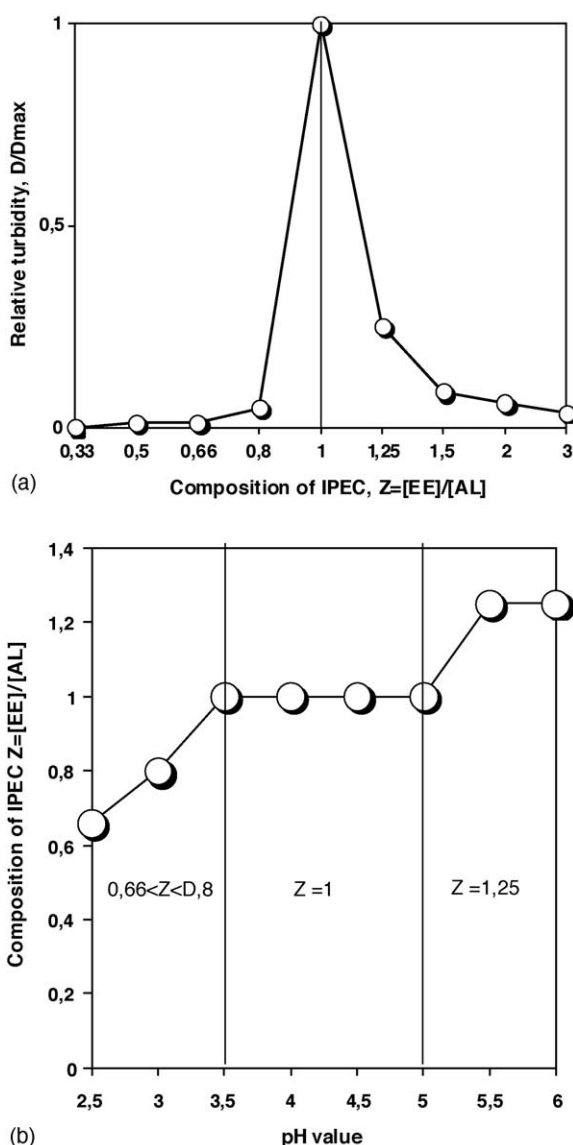 1
0,5
0
Relative turbidity, D/Dmax
0,33 0,5 0,66 0,8 1 1,25 1,5 2 3
(a)
Composition of IPEC, Z=[EE]/[AL]
1,4
1,2
1
0,8
0,6
0,4
0,2
0
Composition of IPEC Z=[EE]/[AL]
0,66<Z<D,8
Z =1
Z =1,25
2,5 3 3,5 4 4,5 5 5,5 6
(b)
pH value